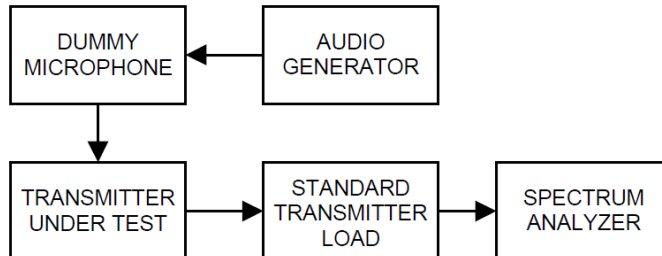 DUMMY
MICROPHONE
AUDIO
GENERATOR
TRANSMITTER
UNDER TEST
STANDARD
TRANSMITTER
LOAD
SPECTRUM
ANALYZER